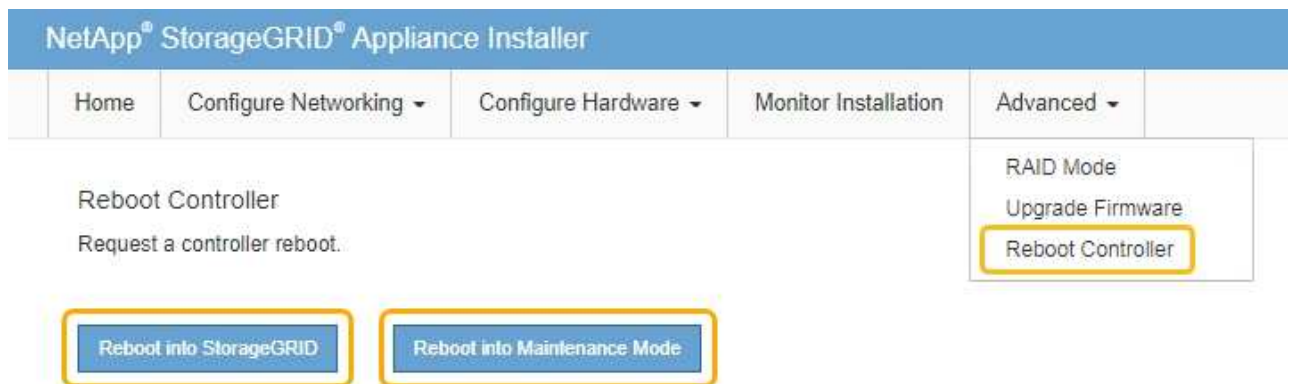 NetApp® StorageGRID® Appliance Installer
Home Configure Networking Configure Hardware Monitor Installation Advanced
RAID Mode
Upgrade Firmware
Reboot Controller
Reboot Controller
Request a controller reboot.
Reboot into StorageGRID Reboot into Maintenance Mode